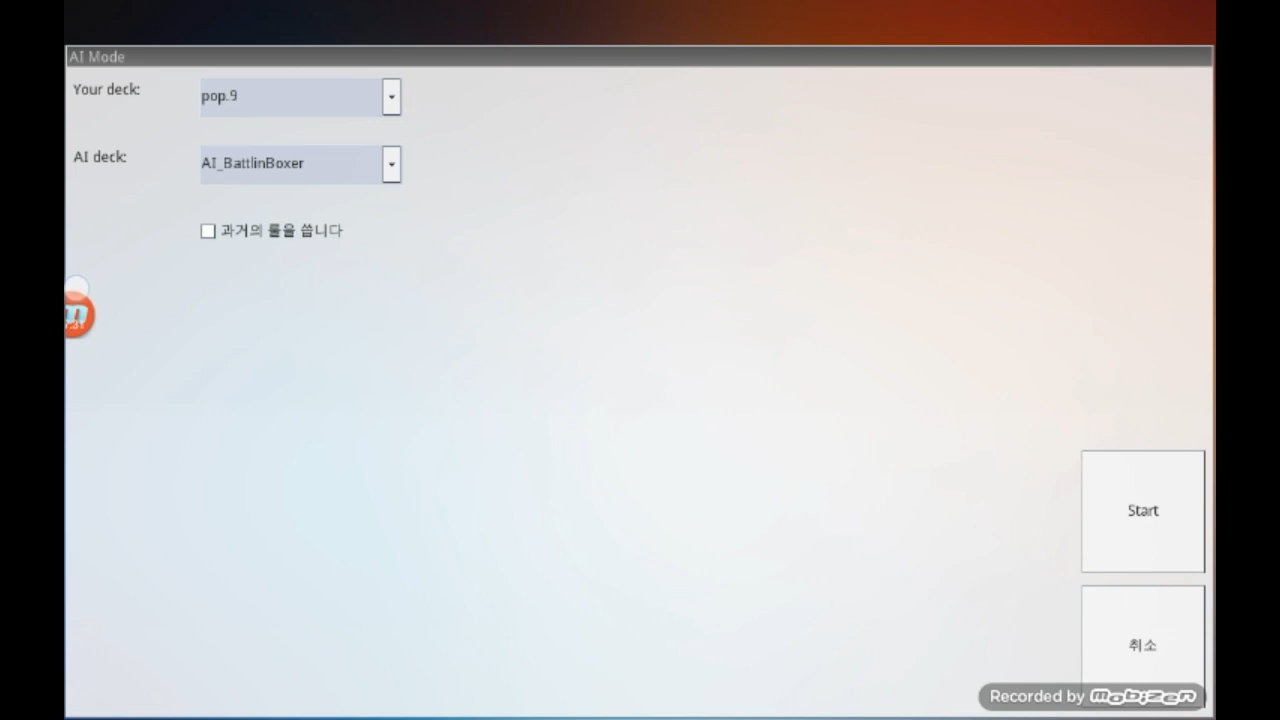 AI Mode
Your deck:
pop.9
AI deck:
AI_BattlinBoxer
과거의 룰을 씁니다
Start
취소
Recorded by mobizen